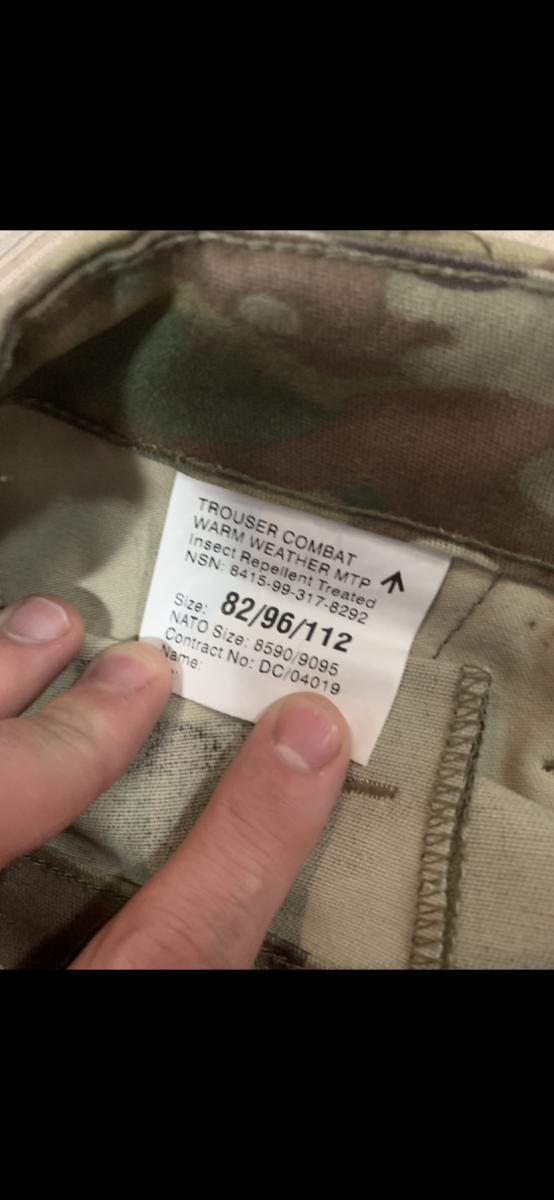 TROUSER COMBAT
WARM WEATHER MTP
Insect Repellent Treated
NSN: 8415-99-317-8292
Size: 82/96/112
NATO Size: 8590/9095
Contract No: DC/04019
Name: